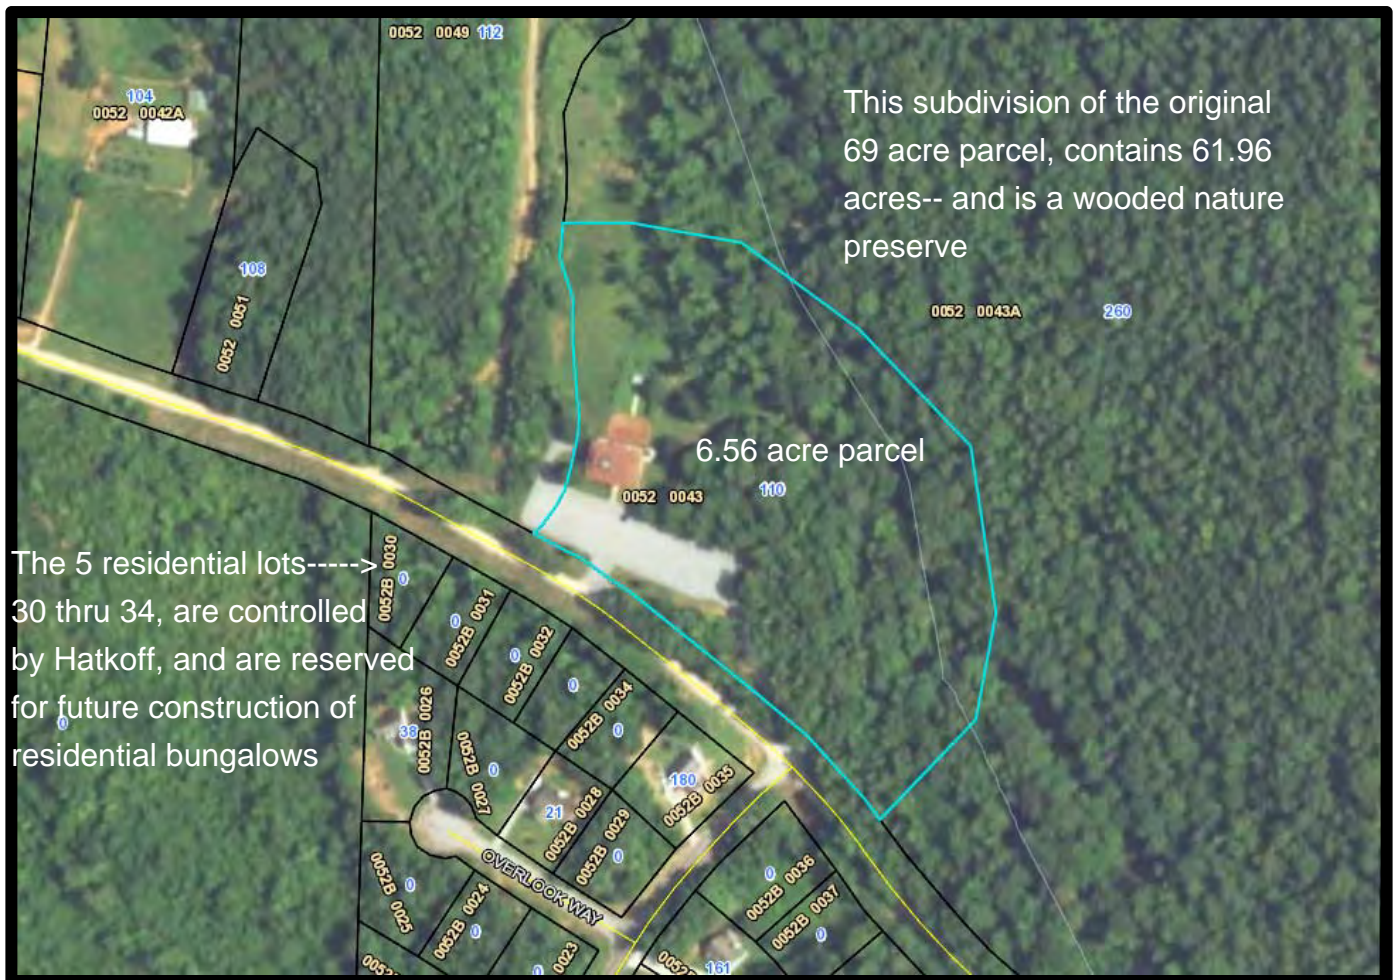 0052 0049 112
104
0052 0042A
This subdivision of the original
69 acre parcel, contains 61.96
acres-- and is a wooded nature
preserve
108
0052 0051
0052 0043A 260
6.56 acre parcel
0052 0043 110
The 5 residential lots----->
30 thru 34, are controlled
by Hatkoff, and are reserved
for future construction of
residential bungalows
0
0052B 0030
0
0052B 0031
0
0052B 0032
0
0
0052B 0034
0
0052B 0026
38
0052B 0027
0
180
0052B 0035
21
0052B 0028
0052B 0029
0
OVERLOOK WAY
0052B 0025
0
0052B 0024
0
0052B 0036
0
0052B 0037
0
0023
0
161